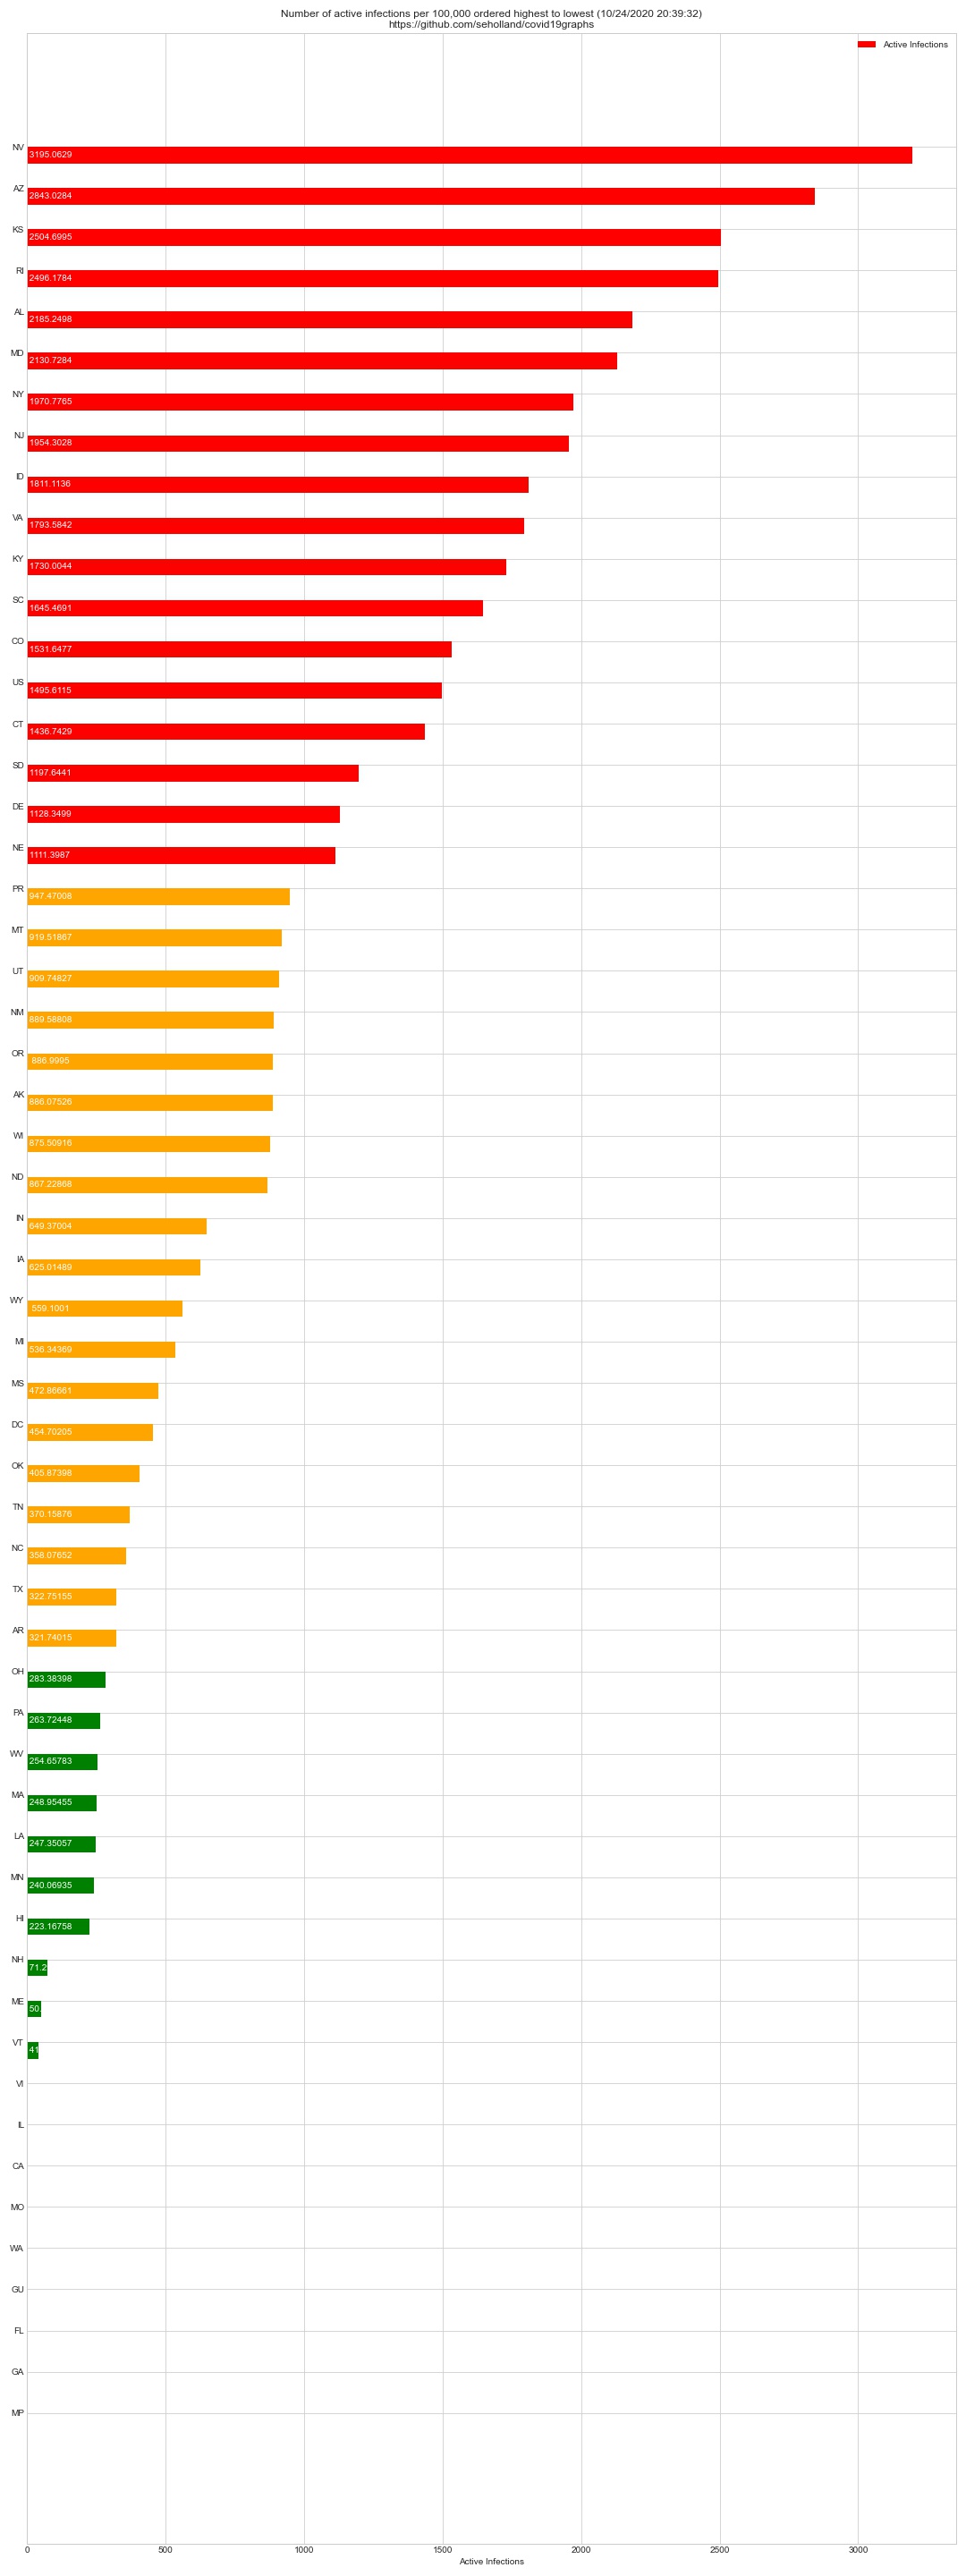 Number of active infections per 100,000 ordered highest to lowest (10/24/2020 20:39:32)
https://github.com/seholland/covid19graphs
Active Infections
NV 3195.0629
AZ 2843.0284
KS 2504.6995
RI 2496.1784
AL 2185.2498
MD 2130.7284
NY 1970.7765
NJ 1954.3028
ID 1811.1136
VA 1793.5842
KY 1730.0044
SC 1645.4691
CO 1531.6477
US 1495.6115
CT 1436.7429
SD 1197.6441
DE 1128.3499
NE 1111.3987
PR 947.47008
MT 919.51867
UT 909.74827
NM 889.58808
OR 886.9995
AK 886.07526
WI 875.50916
ND 867.22868
IN 649.37004
IA 625.01489
WY 559.1001
MI 536.34369
MS 472.86661
DC 454.70205
OK 405.87398
TN 370.15876
NC 358.07652
TX 322.75155
AR 321.74015
OH 283.38398
PA 263.72448
WV 254.65783
MA 248.95455
LA 247.35057
MN 240.06935
HI 223.16758
NH 71.2
ME 50.
VT 41
VI
IL
CA
MO
WA
GU
FL
GA
MP
0 500 1000 1500 2000 2500 3000
Active Infections